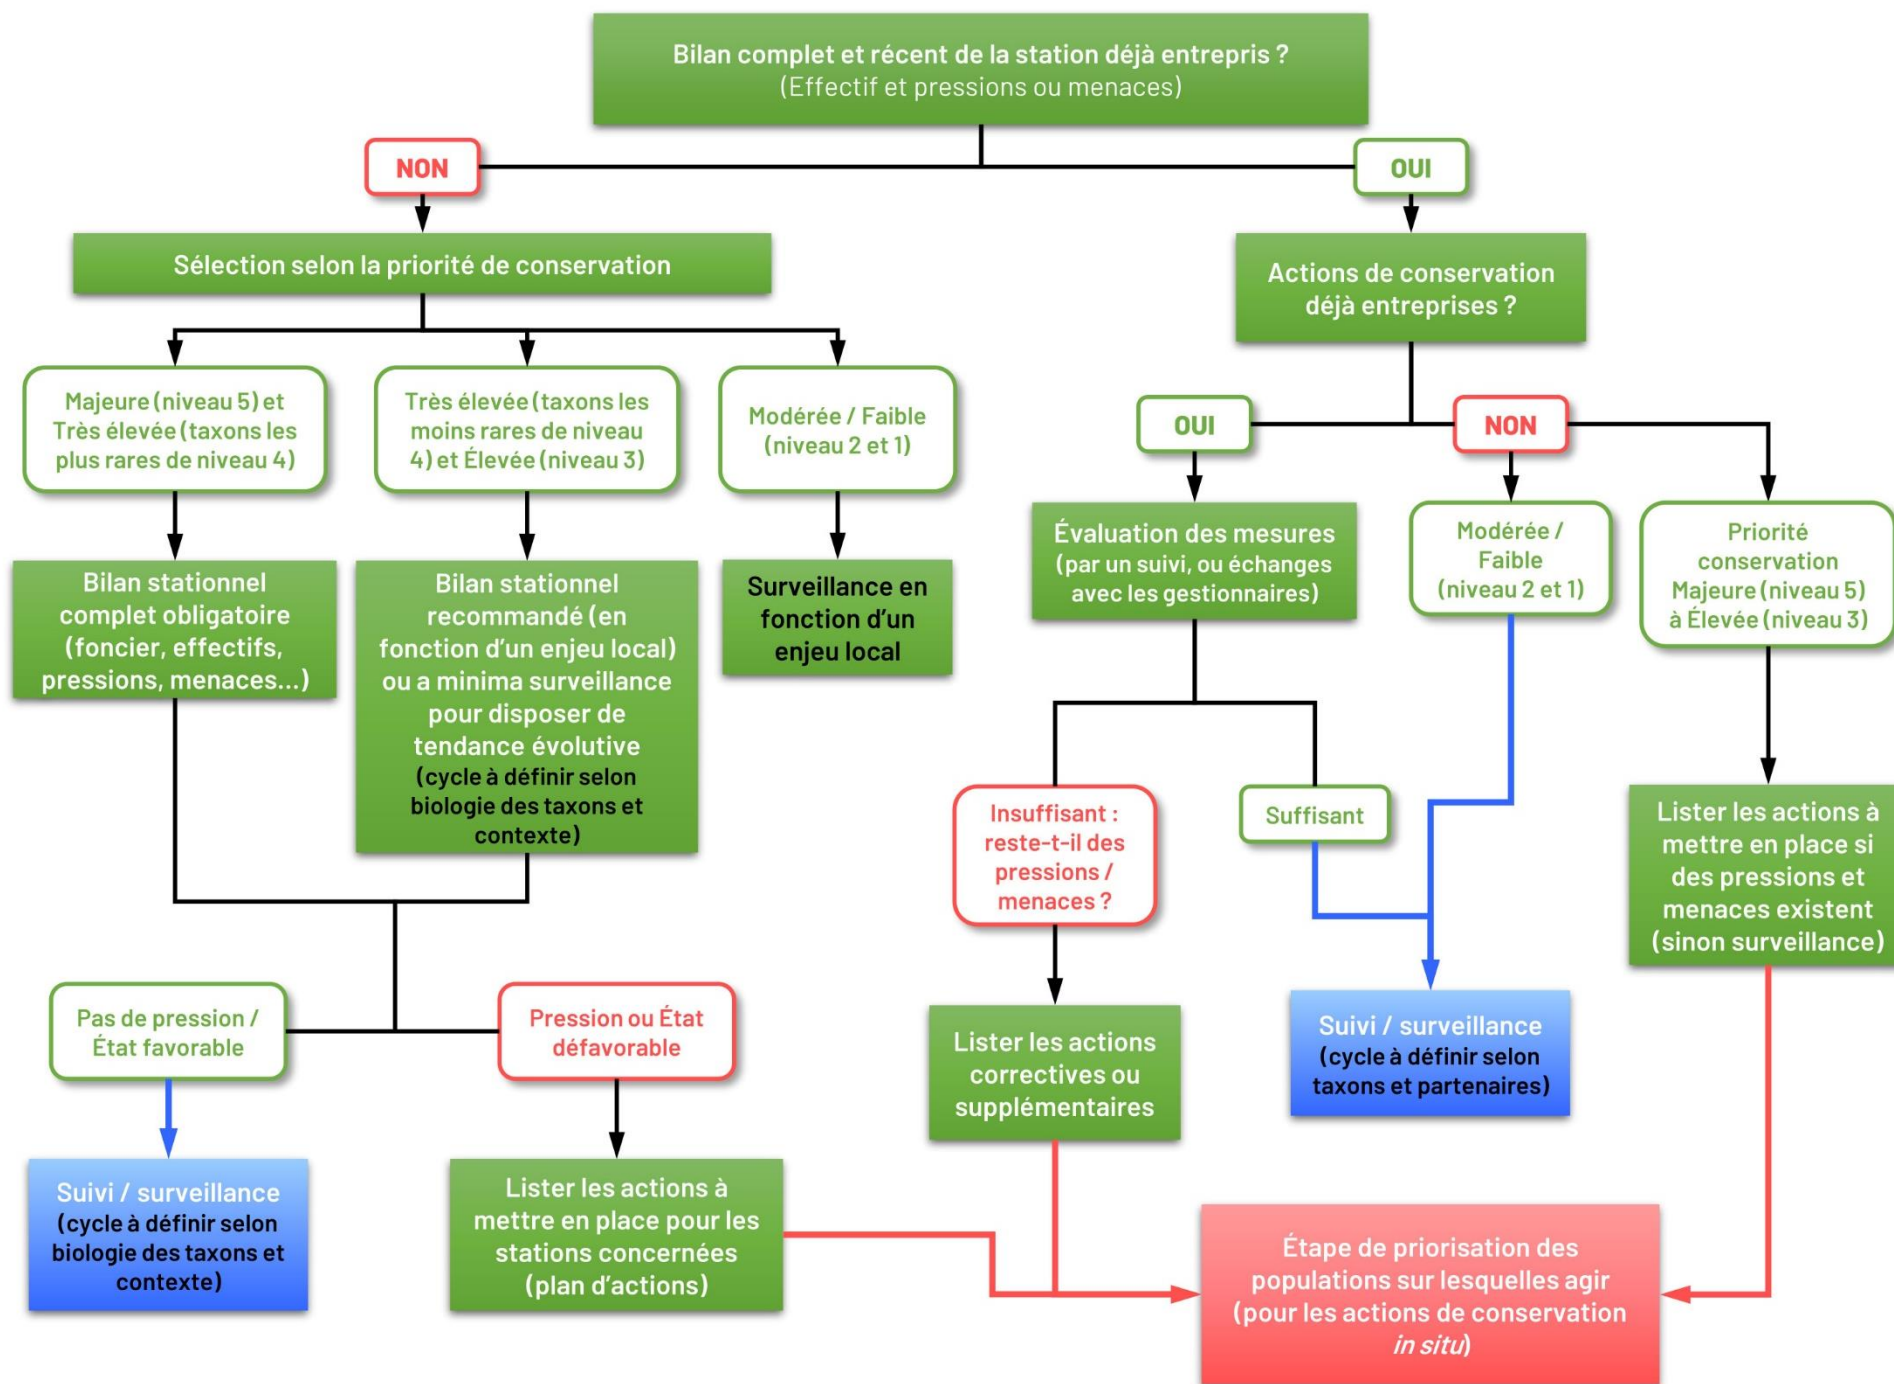 Bilan complet et récent de la station déjà entrepris ?
(Effectif et pressions ou menaces)
NON
OUI
Sélection selon la priorité de conservation
Actions de conservation
déjà entreprises ?
Majeure (niveau 5) et
Très élevée (taxons les
plus rares de niveau 4)
Très élevée (taxons les
moins rares de niveau
4) et Élevée (niveau 3)
Modérée / Faible
(niveau 2 et 1)
OUI
NON
Bilan stationnel
complet obligatoire
(foncier, effectifs,
pressions, menaces...)
Bilan stationnel
recommandé (en
fonction d'un enjeu local)
ou a minima surveillance
pour disposer de
tendance évolutive
(cycle à définir selon
biologie des taxons et
contexte)
Surveillance en
fonction d'un
enjeu local
Évaluation des mesures
(par un suivi, ou échanges
avec les gestionnaires)
Modérée /
Faible
(niveau 2 et 1)
Priorité
conservation
Majeure (niveau 5)
à Élevée (niveau 3)
Insuffisant :
reste-t-il des
pressions /
menaces ?
Suffisant
Lister les actions à
mettre en place si
des pressions et
menaces existent
(sinon surveillance)
Pas de pression /
État favorable
Pression ou État
défavorable
Lister les actions
correctives ou
supplémentaires
Suivi / surveillance
(cycle à définir selon
taxons et partenaires)
Suivi / surveillance
(cycle à définir selon
biologie des taxons et
contexte)
Lister les actions à
mettre en place pour les
stations concernées
(plan d'actions)
Étape de priorisation des
populations sur lesquelles agir
(pour les actions de conservation
in situ)